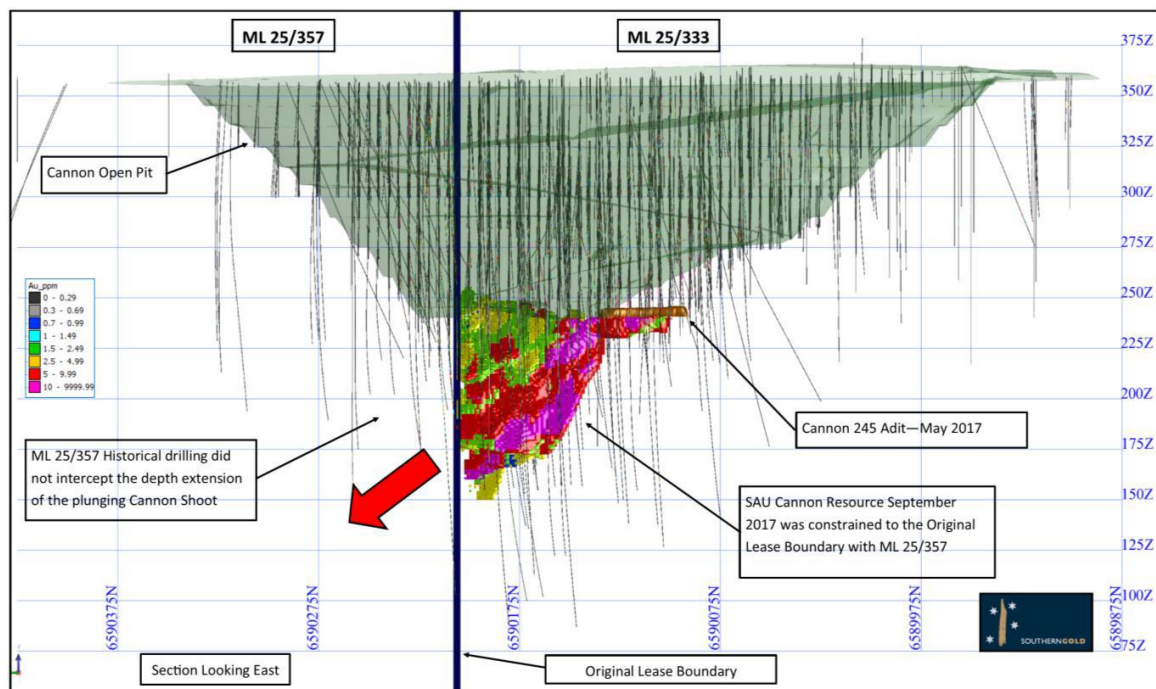 ML 25/357
ML 25/333
375Z
350Z
325Z
300Z
275Z
250Z
225Z
200Z
175Z
150Z
125Z
100Z
75Z
Cannon Open Pit
Au_ppm
0 - 0.29
0.3 - 0.69
0.7 - 0.99
1 - 1.49
1.5 - 2.49
2.5 - 4.99
5 - 9.99
10 - 9999.99
Cannon 245 Adit—May 2017
ML 25/357 Historical drilling did
not intercept the depth extension
of the plunging Cannon Shoot
SAU Cannon Resource September
2017 was constrained to the Original
Lease Boundary with ML 25/357
6590375N
6590275N
6590175N
6590075N
6589975N
6589875N
SOUTHERNGOLD
Section Looking East
Original Lease Boundary